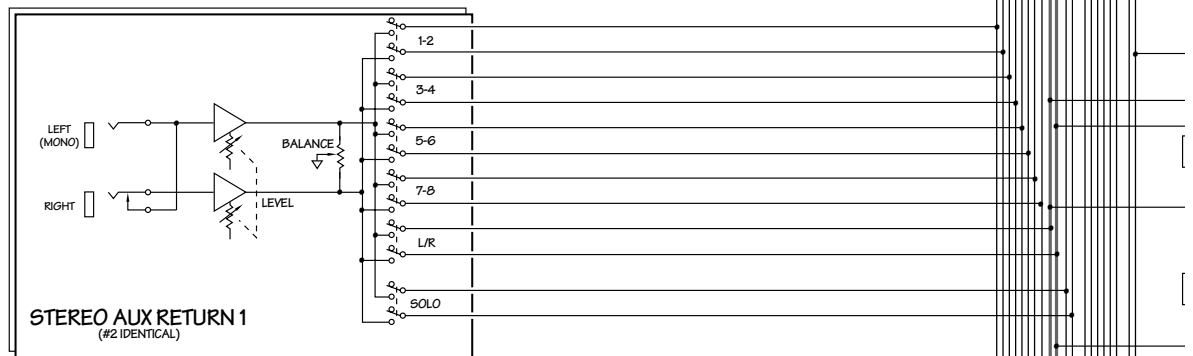 1-2
3-4
LEFT
(MONO)
BALANCE
5-6
7-8
RIGHT
LEVEL
L/R
SOLO
STEREO AUX RETURN 1
(#2 IDENTICAL)